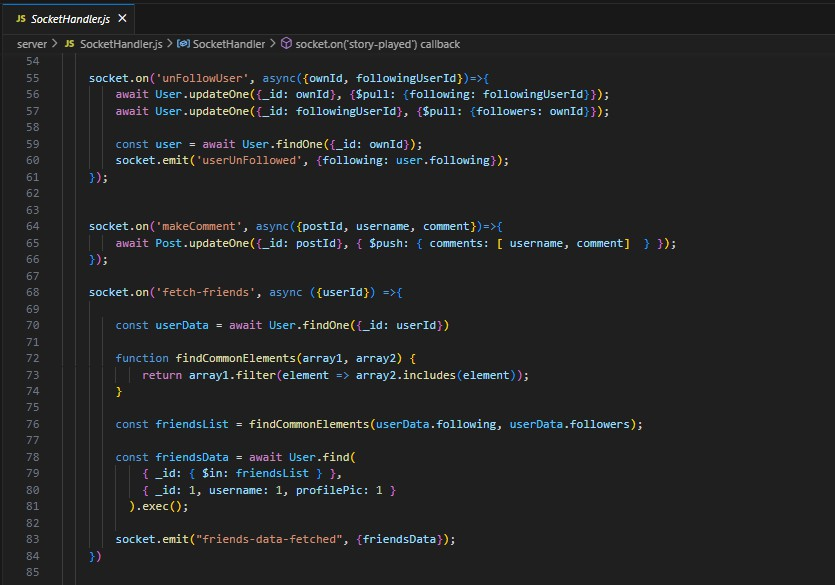 JS SocketHandler.js ×
server > JS SocketHandler.js > SocketHandler > socket.on('story-played') callback
54
55 socket.on('unFollowUser', async({ownId, followingUserId})=>{
56 await User.updateOne({_id: ownId}, {$pull: {following: followingUserId}});
57 await User.updateOne({_id: followingUserId}, {$pull: {followers: ownId}});
58
59 const user = await User.findOne({_id: ownId});
60 socket.emit('userUnFollowed', {following: user.following});
61 });
62
63
64 socket.on('makeComment', async({postId, username, comment})=>{
65 await Post.updateOne({_id: postId}, { $push: { comments: [ username, comment]  } });
66 });
67
68 socket.on('fetch-friends', async ({userId}) =>{
69
70 const userData = await User.findOne({_id: userId})
71
72 function findCommonElements(array1, array2) {
73 return array1.filter(element => array2.includes(element));
74 }
75
76 const friendsList = findCommonElements(userData.following, userData.followers);
77
78 const friendsData = await User.find(
79 { _id: { $in: friendsList } },
80 { _id: 1, username: 1, profilePic: 1 }
81 ).exec();
82
83 socket.emit("friends-data-fetched", {friendsData});
84 })
85